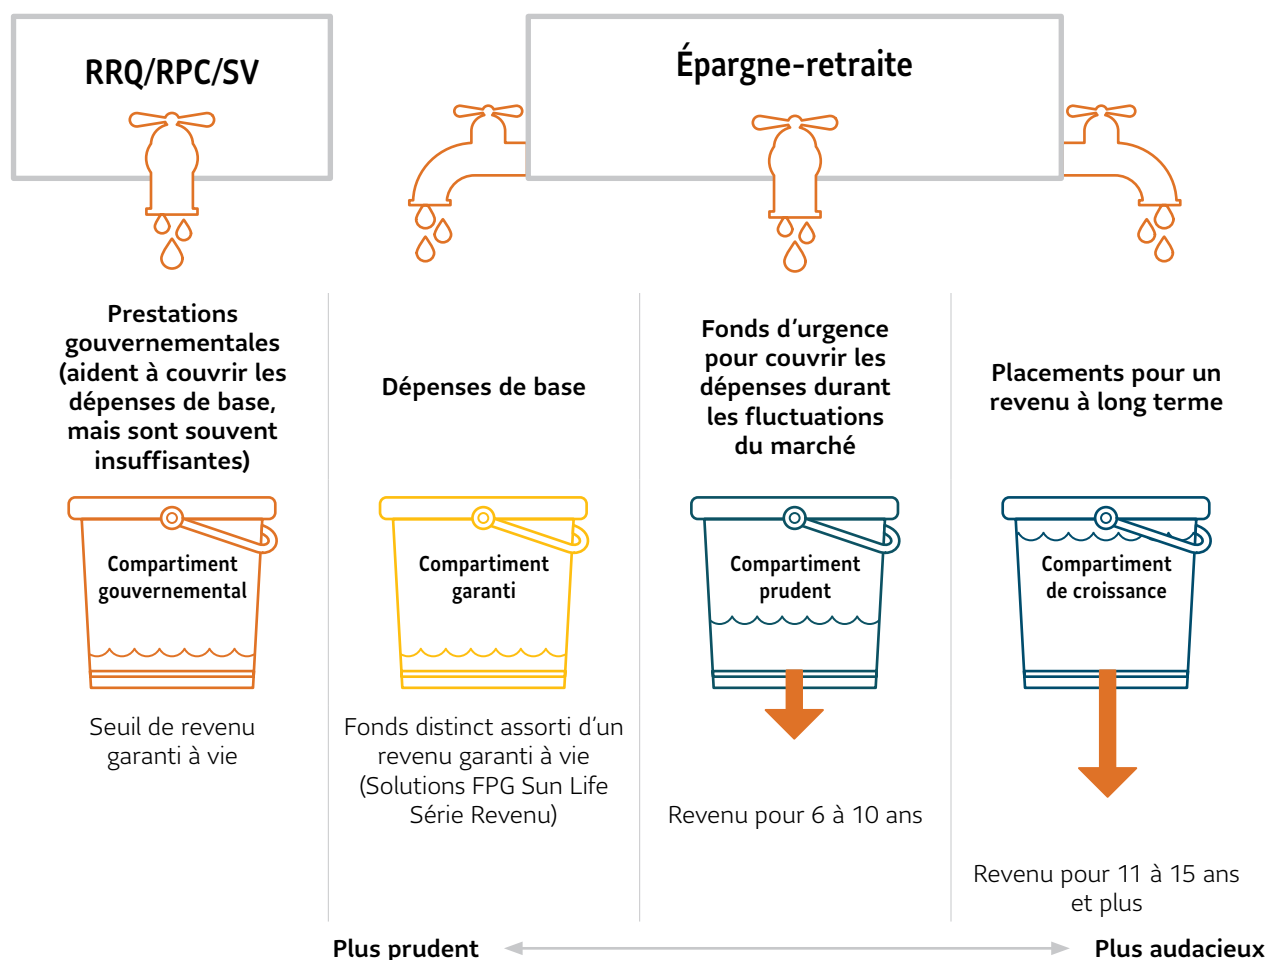 RRQ/RPC/SV
Épargne-retraite
Prestations
gouvernementales
(aident à couvrir les
dépenses de base,
mais sont souvent
insuffisantes)
Dépenses de base
Fonds d’urgence
pour couvrir les
dépenses durant
les fluctuations
du marché
Placements pour un
revenu à long terme
Compartiment
gouvernemental
Compartiment
garanti
Compartiment
prudent
Compartiment
de croissance
Seuil de revenu
garanti à vie
Fonds distinct assorti d’un
revenu garanti à vie
(Solutions FPG Sun Life
Série Revenu)
Revenu pour 6 à 10 ans
Revenu pour 11 à 15 ans
et plus
Plus prudent
Plus audacieux